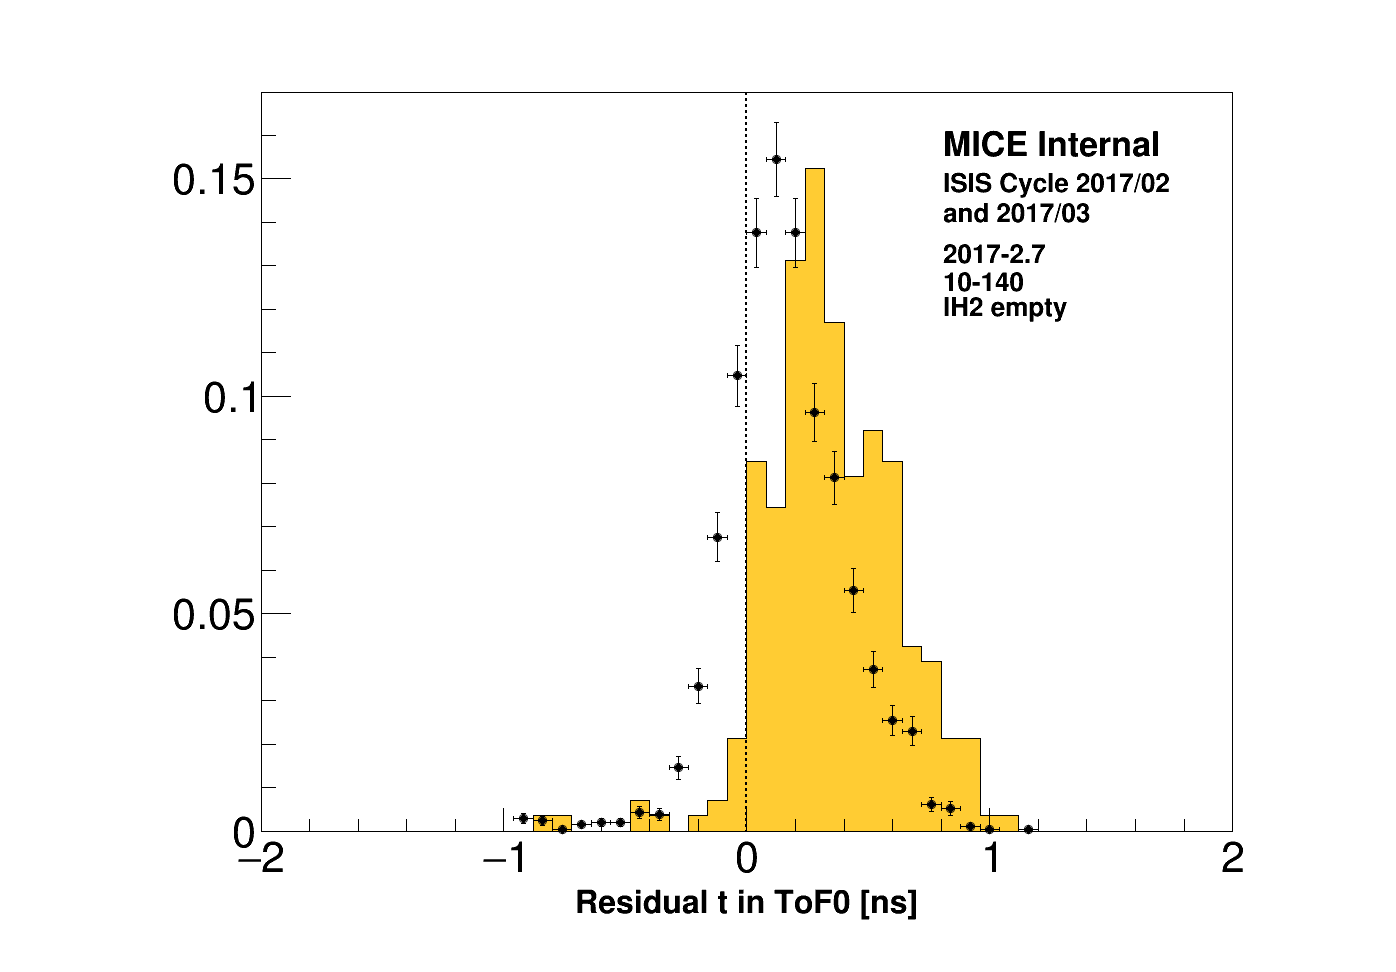 MICE Internal
ISIS Cycle 2017/02
and 2017/03
2017-2.7
10-140
IH2 empty
0.15
0.1
0.05
0
−2 −1 0 1 2
Residual t in ToF0 [ns]